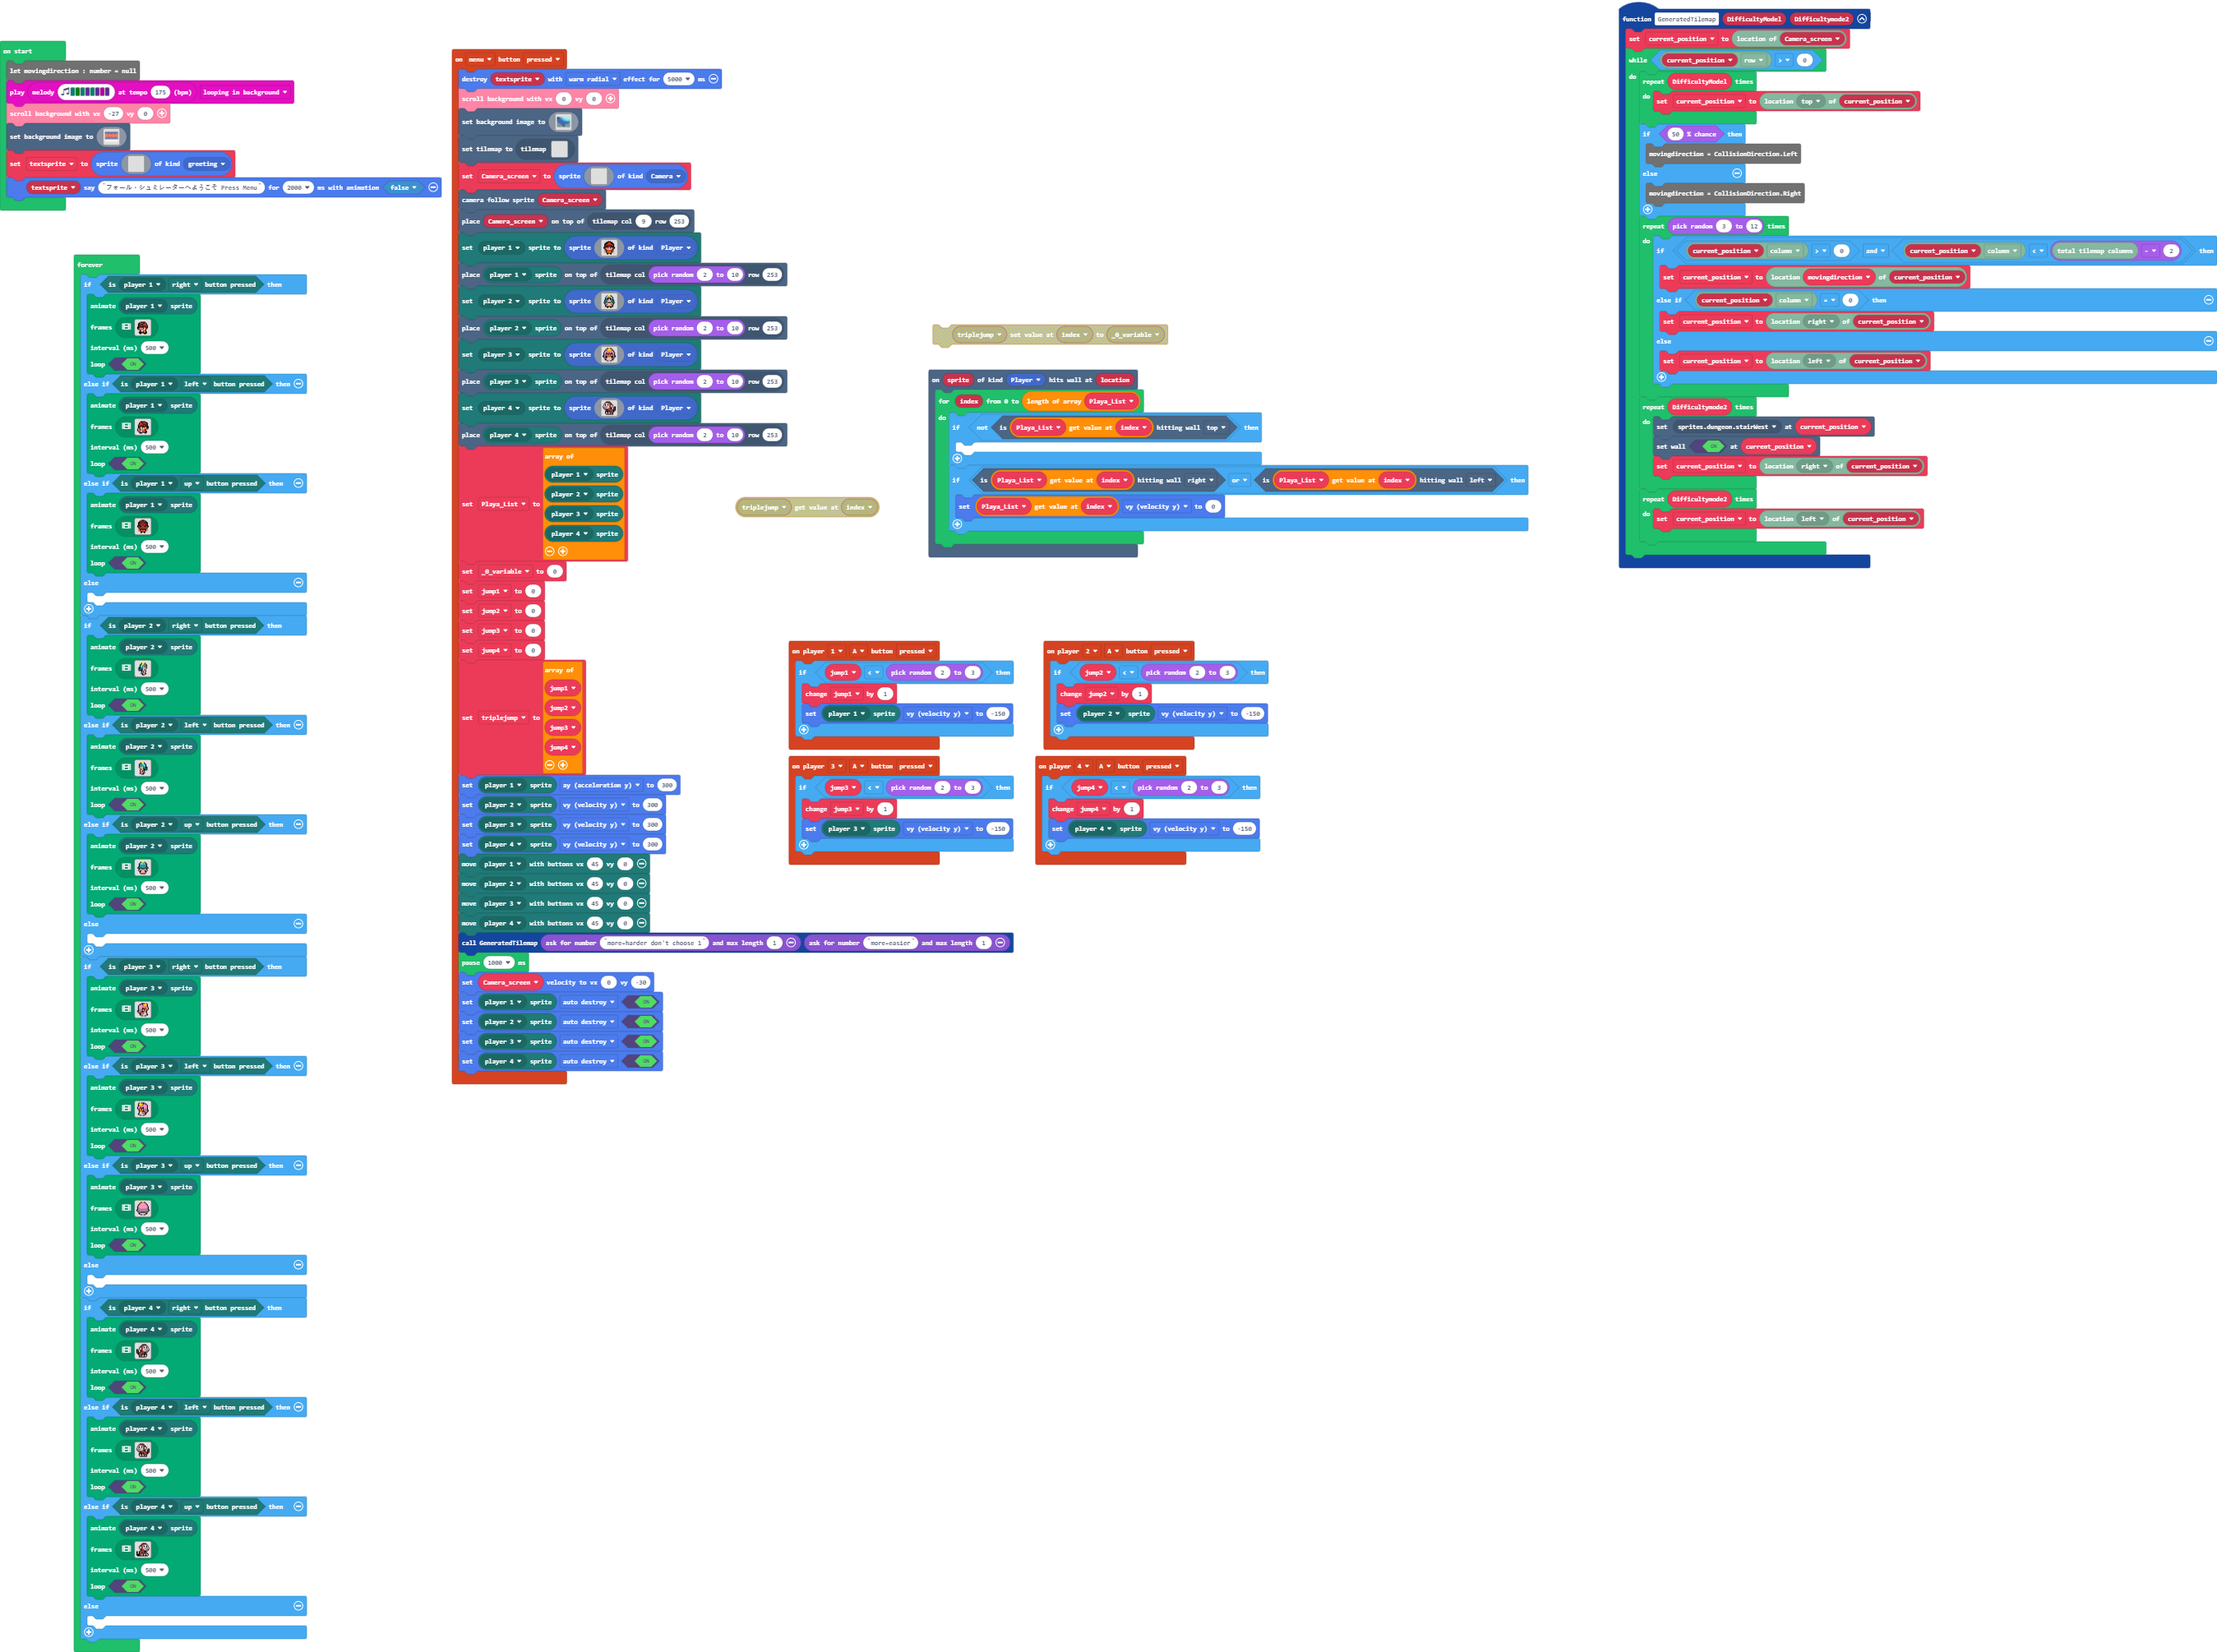 on start
let movingdirection : number = null
play melody at tempo 175 (bpm) looping in background
scroll background with vx -27 vy 0
set background image to
set textsprite to sprite of kind greeting
textsprite say "フォール・シュミレーターへようこそ Press Menu" for 2000 ms with animation false
forever
if is player 1 right button pressed then
animate player 1 sprite
frames
interval (ms) 500
loop ON
else if is player 1 left button pressed then
animate player 1 sprite
frames
interval (ms) 500
loop ON
else if is player 1 up button pressed then
animate player 1 sprite
frames
interval (ms) 500
loop ON
else
if is player 2 right button pressed then
animate player 2 sprite
frames
interval (ms) 500
loop ON
else if is player 2 left button pressed then
animate player 2 sprite
frames
interval (ms) 500
loop ON
else if is player 2 up button pressed then
animate player 2 sprite
frames
interval (ms) 500
loop ON
else
if is player 3 right button pressed then
animate player 3 sprite
frames
interval (ms) 500
loop ON
else if is player 3 left button pressed then
animate player 3 sprite
frames
interval (ms) 500
loop ON
else if is player 3 up button pressed then
animate player 3 sprite
frames
interval (ms) 500
loop ON
else
if is player 4 right button pressed then
animate player 4 sprite
frames
interval (ms) 500
loop ON
else if is player 4 left button pressed then
animate player 4 sprite
frames
interval (ms) 500
loop ON
else if is player 4 up button pressed then
animate player 4 sprite
frames
interval (ms) 500
loop ON
else
on menu button pressed
destroy textsprite with warm radial effect for 5000 ms
scroll background with vx 0 vy 0
set background image to
set tilemap to tilemap
set Camera_screen to sprite of kind Camera
camera follow sprite Camera_screen
place Camera_screen on top of tilemap col 9 row 253
set player 1 sprite to sprite of kind Player
place player 1 sprite on top of tilemap col pick random 2 to 10 row 253
set player 2 sprite to sprite of kind Player
place player 2 sprite on top of tilemap col pick random 2 to 10 row 253
set player 3 sprite to sprite of kind Player
place player 3 sprite on top of tilemap col pick random 2 to 10 row 253
set player 4 sprite to sprite of kind Player
place player 4 sprite on top of tilemap col pick random 2 to 10 row 253
array of
player 1 sprite
player 2 sprite
set Playa_List to
player 3 sprite
player 4 sprite
set _0_variable to 0
set jump1 to 0
set jump2 to 0
set jump3 to 0
set jump4 to 0
array of
jump1
jump2
set triplejump to
jump3
jump4
set player 1 sprite ay (acceleration y) to 300
set player 2 sprite vy (velocity y) to 300
set player 3 sprite vy (velocity y) to 300
set player 4 sprite vy (velocity y) to 300
move player 1 with buttons vx 45 vy 0
move player 2 with buttons vx 45 vy 0
move player 3 with buttons vx 45 vy 0
move player 4 with buttons vx 45 vy 0
call GeneratedTilemap ask for number "more=harder don't choose 1" and max length 1 ask for number "more=easier" and max length 1
pause 1000 ms
set Camera_screen velocity to vx 0 vy -30
set player 1 sprite auto destroy ON
set player 2 sprite auto destroy ON
set player 3 sprite auto destroy ON
set player 4 sprite auto destroy ON
triplejump get value at index
triplejump set value at index to _0_variable
on sprite of kind Player hits wall at location
for index from 0 to length of array Playa_List
do
if not is Playa_List get value at index hitting wall top then
if is Playa_List get value at index hitting wall right or is Playa_List get value at index hitting wall left then
set Playa_List get value at index vy (velocity y) to 0
on player 1 A button pressed
if jump1 < pick random 2 to 3 then
change jump1 by 1
set player 1 sprite vy (velocity y) to -150
on player 2 A button pressed
if jump2 < pick random 2 to 3 then
change jump2 by 1
set player 2 sprite vy (velocity y) to -150
on player 3 A button pressed
if jump3 < pick random 2 to 3 then
change jump3 by 1
set player 3 sprite vy (velocity y) to -150
on player 4 A button pressed
if jump4 < pick random 2 to 3 then
change jump4 by 1
set player 4 sprite vy (velocity y) to -150
function GeneratedTilemap DifficultyModel Difficultymode2
set current_position to location of Camera_screen
while current_position row > 0
do repeat DifficultyModel times
do set current_position to location top of current_position
if 50 % chance then
movingdirection = CollisionDirection.Left
else
movingdirection = CollisionDirection.Right
repeat pick random 3 to 12 times
do if current_position column > 0 and current_position column < total tilemap columns - 2 then
set current_position to location movingdirection of current_position
else if current_position column = 0 then
set current_position to location right of current_position
else
set current_position to location left of current_position
repeat Difficultymode2 times
do set sprites.dungeon.stairWest at current_position
set wall ON at current_position
set current_position to location right of current_position
repeat Difficultymode2 times
do set current_position to location left of current_position